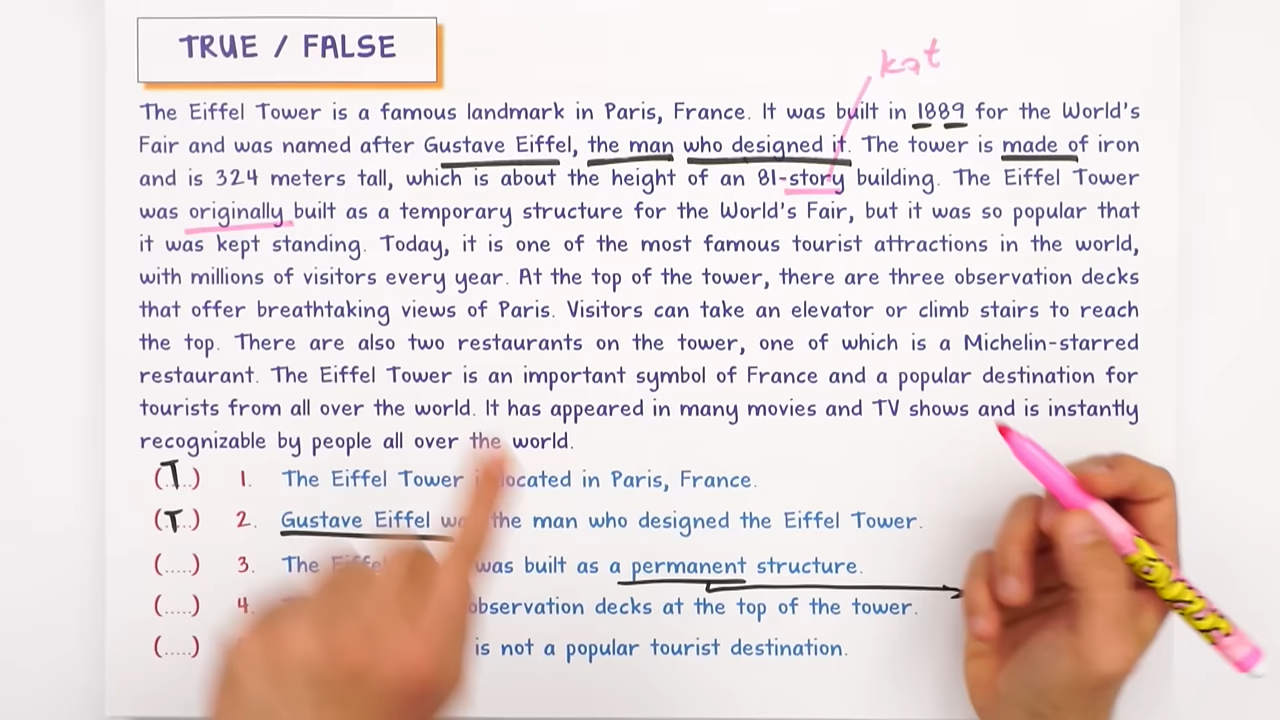 TRUE / FALSE
kat
The Eiffel Tower is a famous landmark in Paris, France. It was built in 1889 for the World's
Fair and was named after Gustave Eiffel, the man who designed it. The tower is made of iron
and is 324 meters tall, which is about the height of an 81-story building. The Eiffel Tower
was originally built as a temporary structure for the World's Fair, but it was so popular that
it was kept standing. Today, it is one of the most famous tourist attractions in the world,
with millions of visitors every year. At the top of the tower, there are three observation decks
that offer breathtaking views of Paris. Visitors can take an elevator or climb stairs to reach
the top. There are also two restaurants on the tower, one of which is a Michelin-starred
restaurant. The Eiffel Tower is an important symbol of France and a popular destination for
tourists from all over the world. It has appeared in many movies and TV shows and is instantly
recognizable by people all over the world.
(.T..) 1. The Eiffel Tower located in Paris, France.
(.T..) 2. Gustave Eiffel the man who designed the Eiffel Tower.
(.....) 3. The was built as a permanent structure.
(.....) 4. observation decks at the top of the tower.
(.....) is not a popular tourist destination.